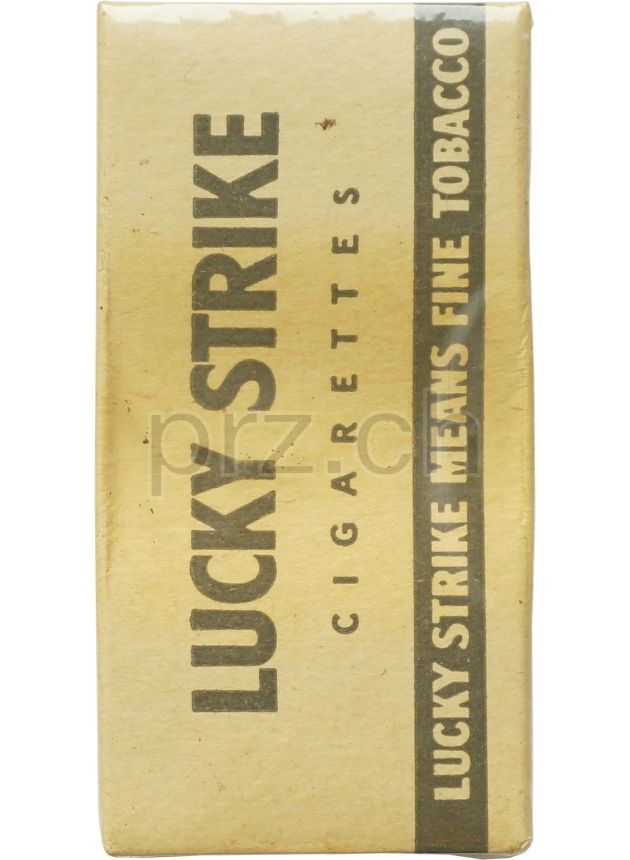 LUCKY STRIKE
CIGARETTES
LUCKY STRIKE MEANS FINE TOBACCO
prz.ch